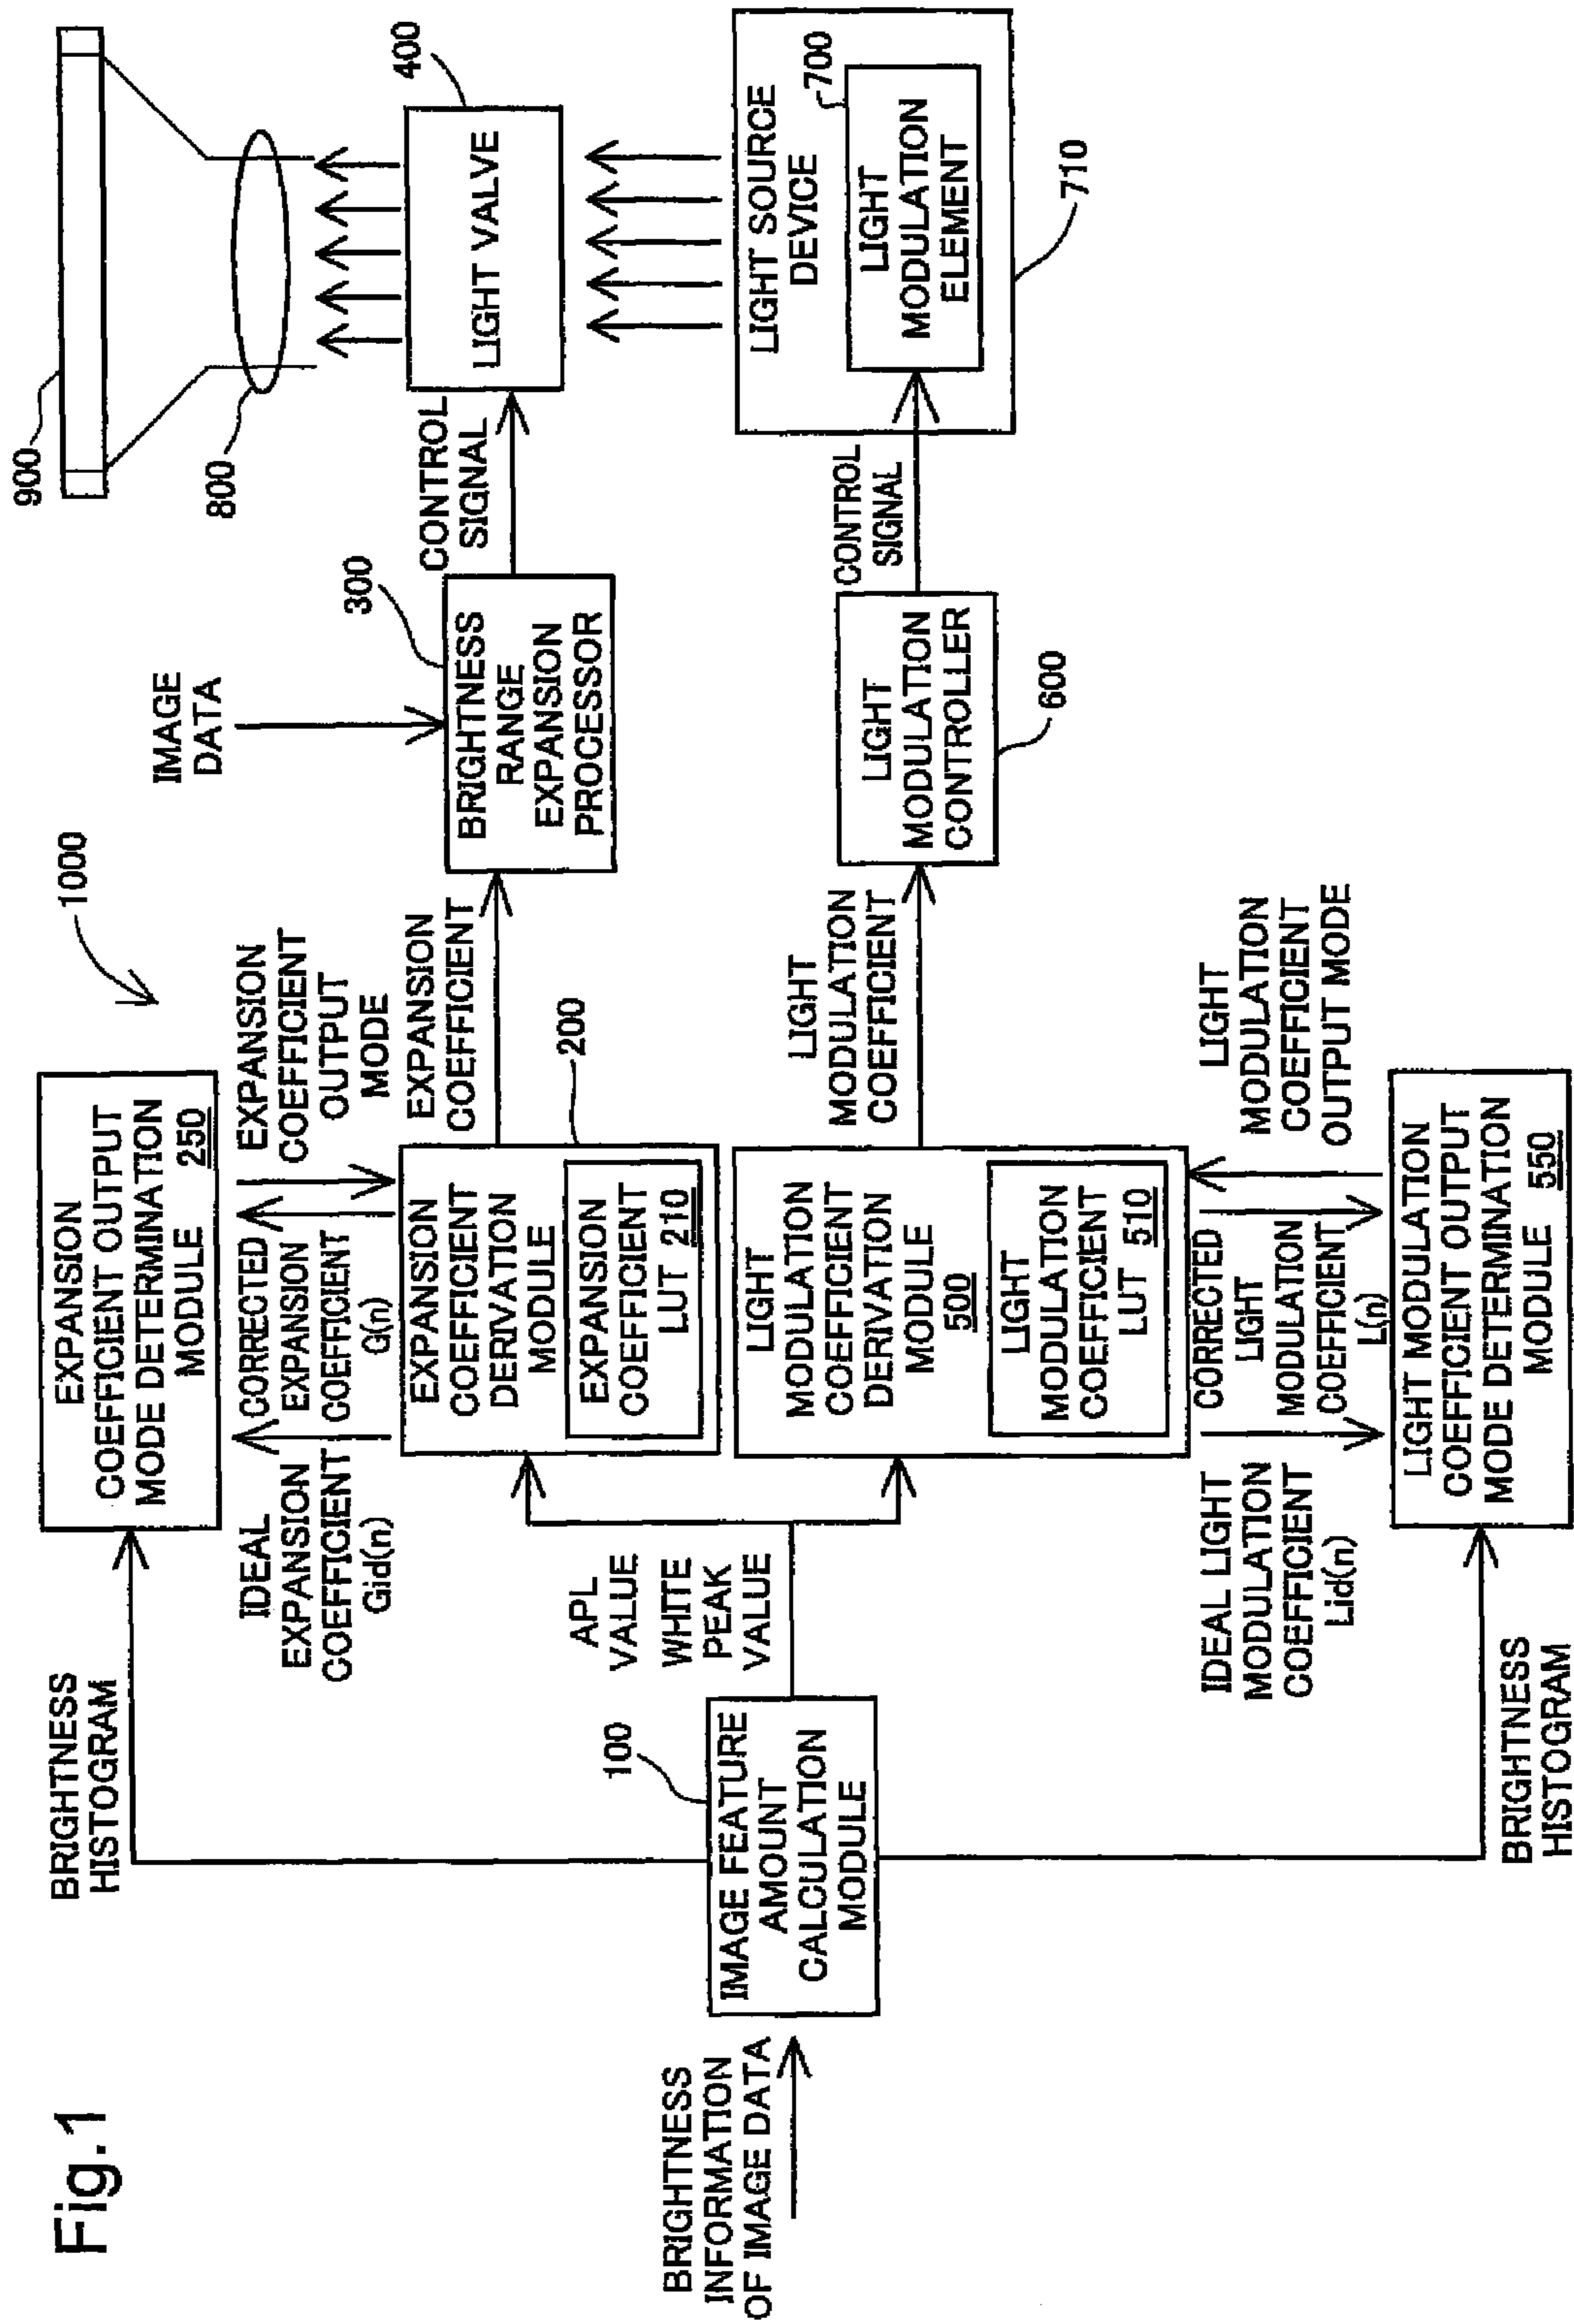 Fig.1
1000
900
800
BRIGHTNESS
HISTOGRAM
EXPANSION
COEFFICIENT OUTPUT
MODE DETERMINATION
MODULE 250
IDEAL
EXPANSION
COEFFICIENT
Gid(n)
CORRECTED
EXPANSION
COEFFICIENT
G(n)
EXPANSION
COEFFICIENT
OUTPUT
MODE
IMAGE
DATA
EXPANSION
COEFFICIENT
DERIVATION
MODULE
200
EXPANSION
COEFFICIENT
LUT 210
EXPANSION
COEFFICIENT
300
BRIGHTNESS
RANGE
EXPANSION
PROCESSOR
CONTROL
SIGNAL
400
LIGHT VALVE
BRIGHTNESS
INFORMATION
OF IMAGE DATA
100
IMAGE FEATURE
AMOUNT
CALCULATION
MODULE
APL
VALUE
WHITE
PEAK
VALUE
LIGHT
MODULATION
COEFFICIENT
DERIVATION
MODULE
500
LIGHT
MODULATION
COEFFICIENT
LUT 510
LIGHT
MODULATION
COEFFICIENT
LIGHT
MODULATION
CONTROLLER
600
CONTROL
SIGNAL
LIGHT SOURCE
DEVICE
700
LIGHT
MODULATION
ELEMENT
710
BRIGHTNESS
HISTOGRAM
IDEAL LIGHT
MODULATION
COEFFICIENT
Lid(n)
CORRECTED
LIGHT
MODULATION
COEFFICIENT
L(n)
LIGHT
MODULATION
COEFFICIENT
OUTPUT MODE
LIGHT MODULATION
COEFFICIENT OUTPUT
MODE DETERMINATION
MODULE 550